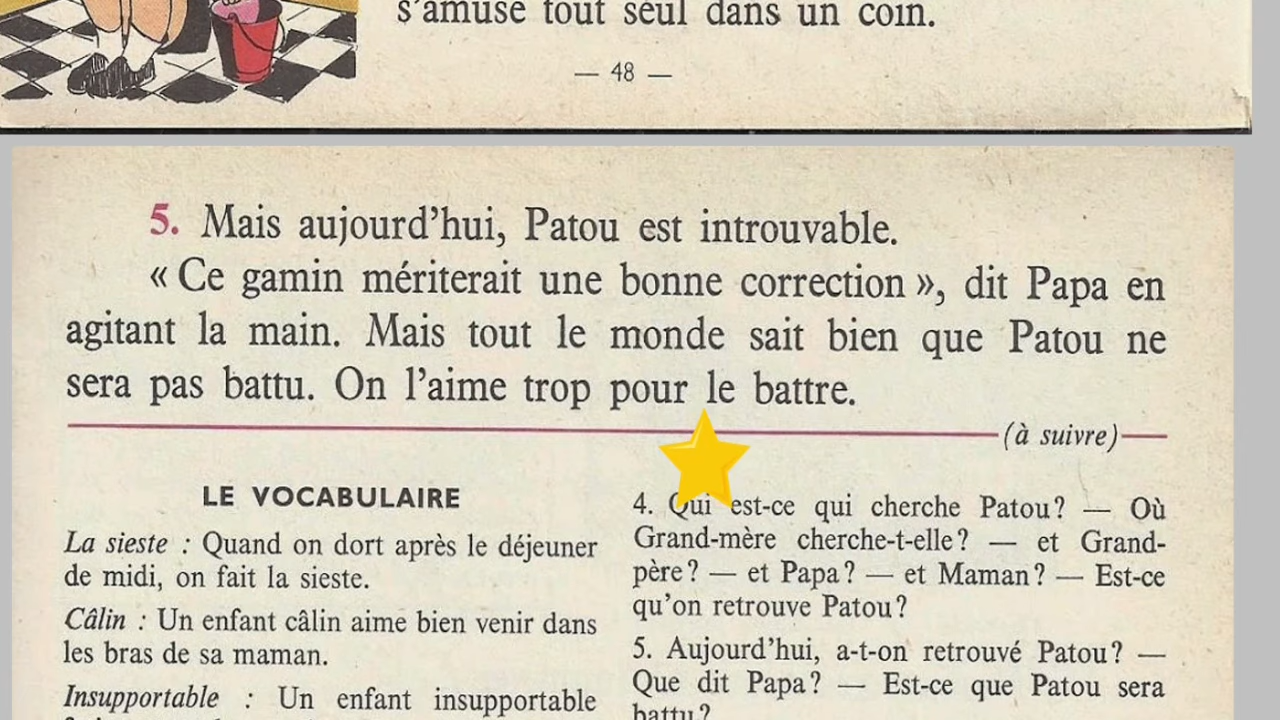 s'amuse tout seul dans un coin.
— 48 —
5. Mais aujourd'hui, Patou est introuvable.
« Ce gamin mériterait une bonne correction », dit Papa en
agitant la main. Mais tout le monde sait bien que Patou ne
sera pas battu. On l'aime trop pour le battre.
(à suivre)
LE VOCABULAIRE
La sieste : Quand on dort après le déjeuner
de midi, on fait la sieste.
Câlin : Un enfant câlin aime bien venir dans
les bras de sa maman.
Insupportable : Un enfant insupportable
4. Qui est-ce qui cherche Patou? — Où
Grand-mère cherche-t-elle? — et Grand-
père? — et Papa? — et Maman? — Est-ce
qu'on retrouve Patou?
5. Aujourd'hui, a-t-on retrouvé Patou? —
Que dit Papa? — Est-ce que Patou sera
battu?